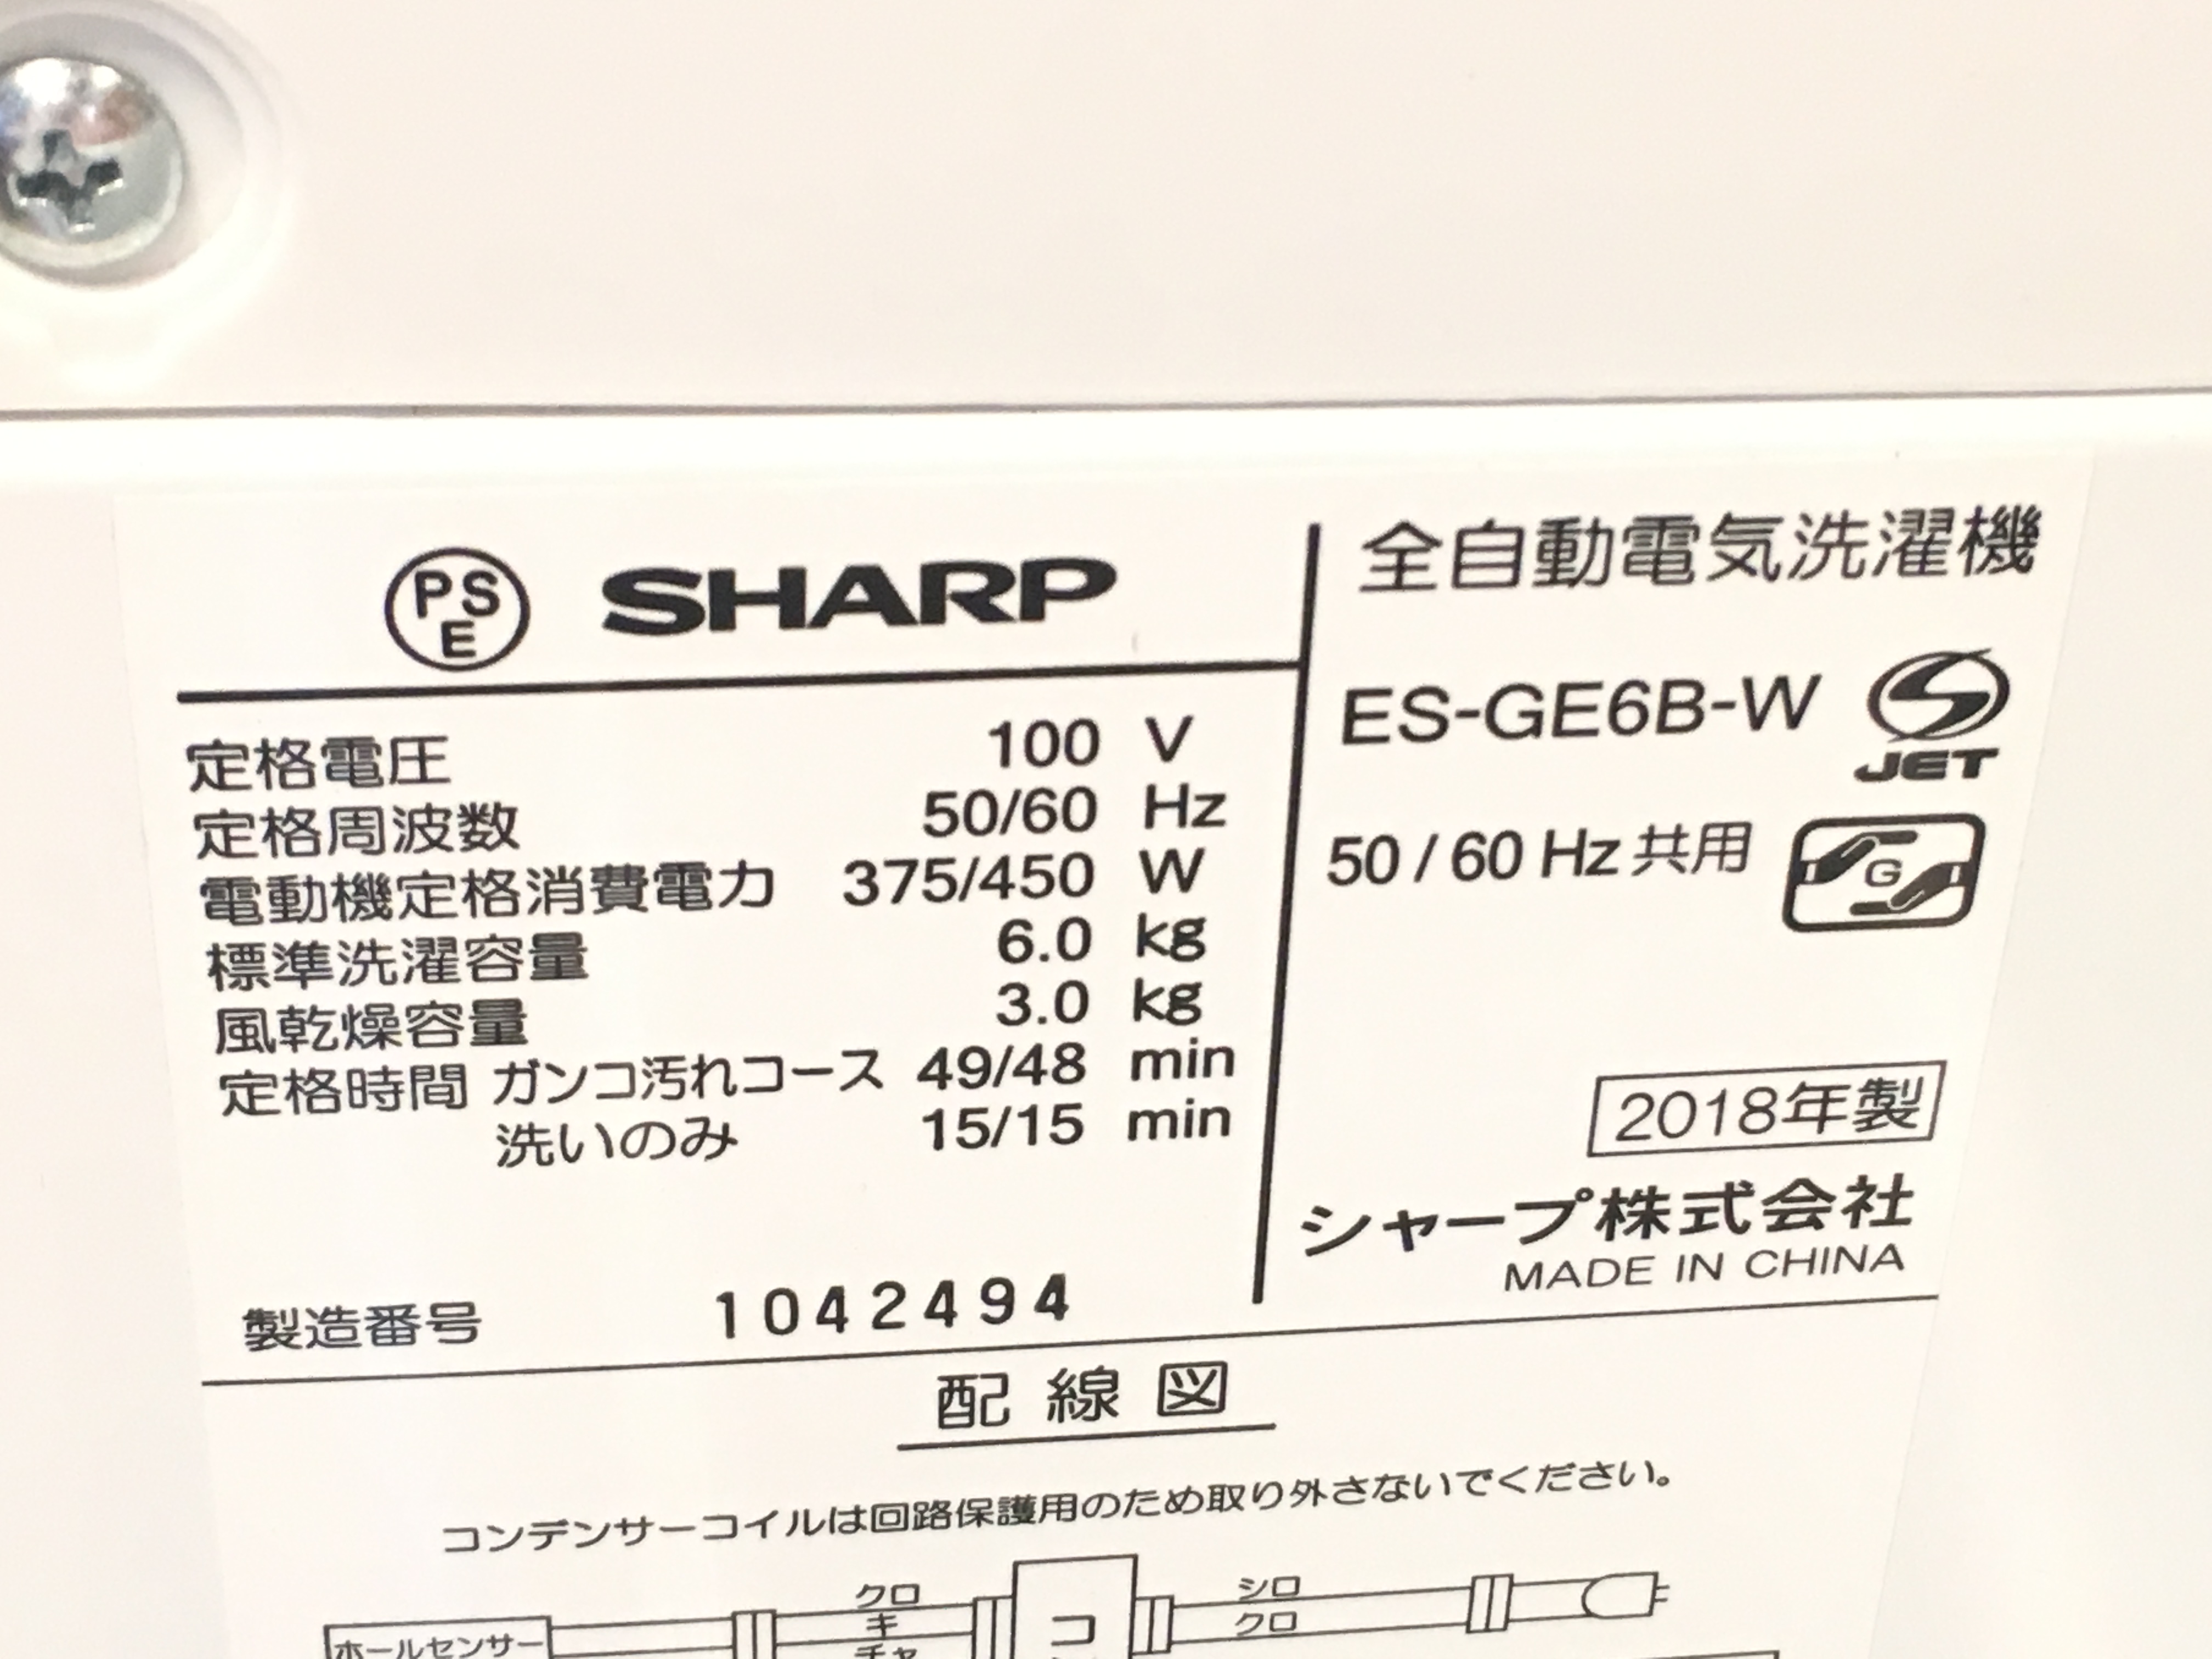 PS
E
SHARP
定格電圧 100 V
定格周波数 50/60 Hz
電動機定格消費電力 375/450 W
標準洗濯容量 6.0 kg
風乾燥容量 3.0 kg
定格時間 ガンコ汚れコース 49/48 min
洗いのみ 15/15 min
製造番号 1042494
全自動電気洗濯機
ES-GE6B-W
JET
50/60 Hz 共用
G
2018年製
シャープ株式会社
MADE IN CHINA
配線図
コンデンサーコイルは回路保護用のため取り外さないでください。
クロ
キ
チャ
ホールセンサー
コ
シロ
クロ